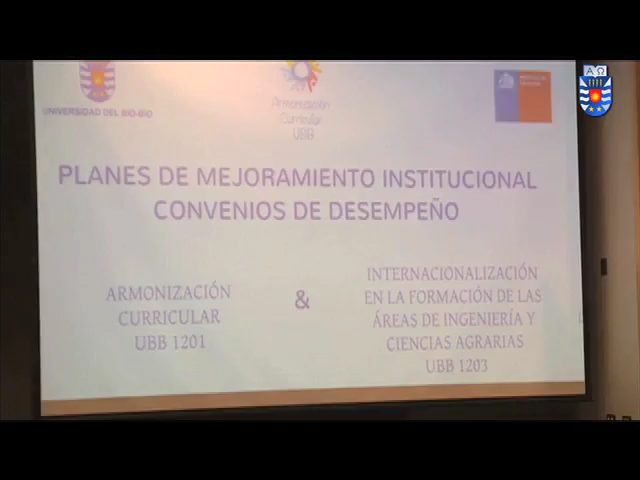 UNIVERSIDAD DEL BIO-BIO
Armonización
Curricular
UBB
PLANES DE MEJORAMIENTO INSTITUCIONAL
CONVENIOS DE DESEMPEÑO
ARMONIZACIÓN
CURRICULAR
UBB 1201
&
INTERNACIONALIZACIÓN
EN LA FORMACIÓN DE LAS
ÁREAS DE INGENIERÍA Y
CIENCIAS AGRARIAS
UBB 1203
ΑΩ